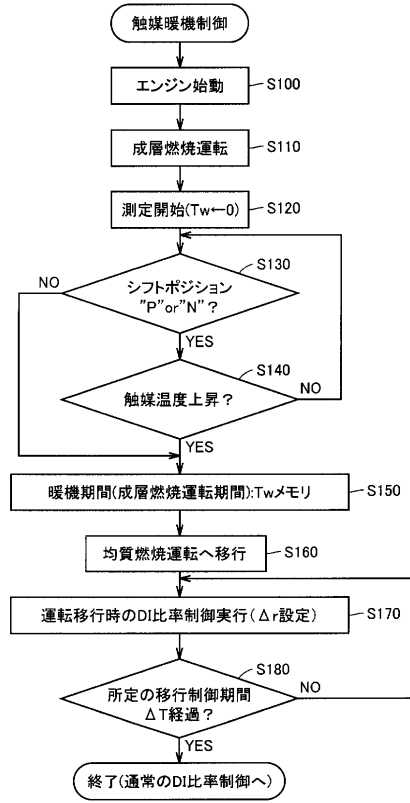 触媒暖機制御
エンジン始動
S100
成層燃焼運転
S110
測定開始(Tw←0)
S120
S130
NO
シフトポジション
"P"or"N"?
YES
S140
触媒温度上昇?
NO
YES
暖機期間(成層燃焼運転期間):Twメモリ
S150
均質燃焼運転へ移行
S160
運転移行時のDI比率制御実行(Δr設定)
S170
S180
所定の移行制御期間
ΔT経過?
NO
YES
終了(通常のDI比率制御へ)